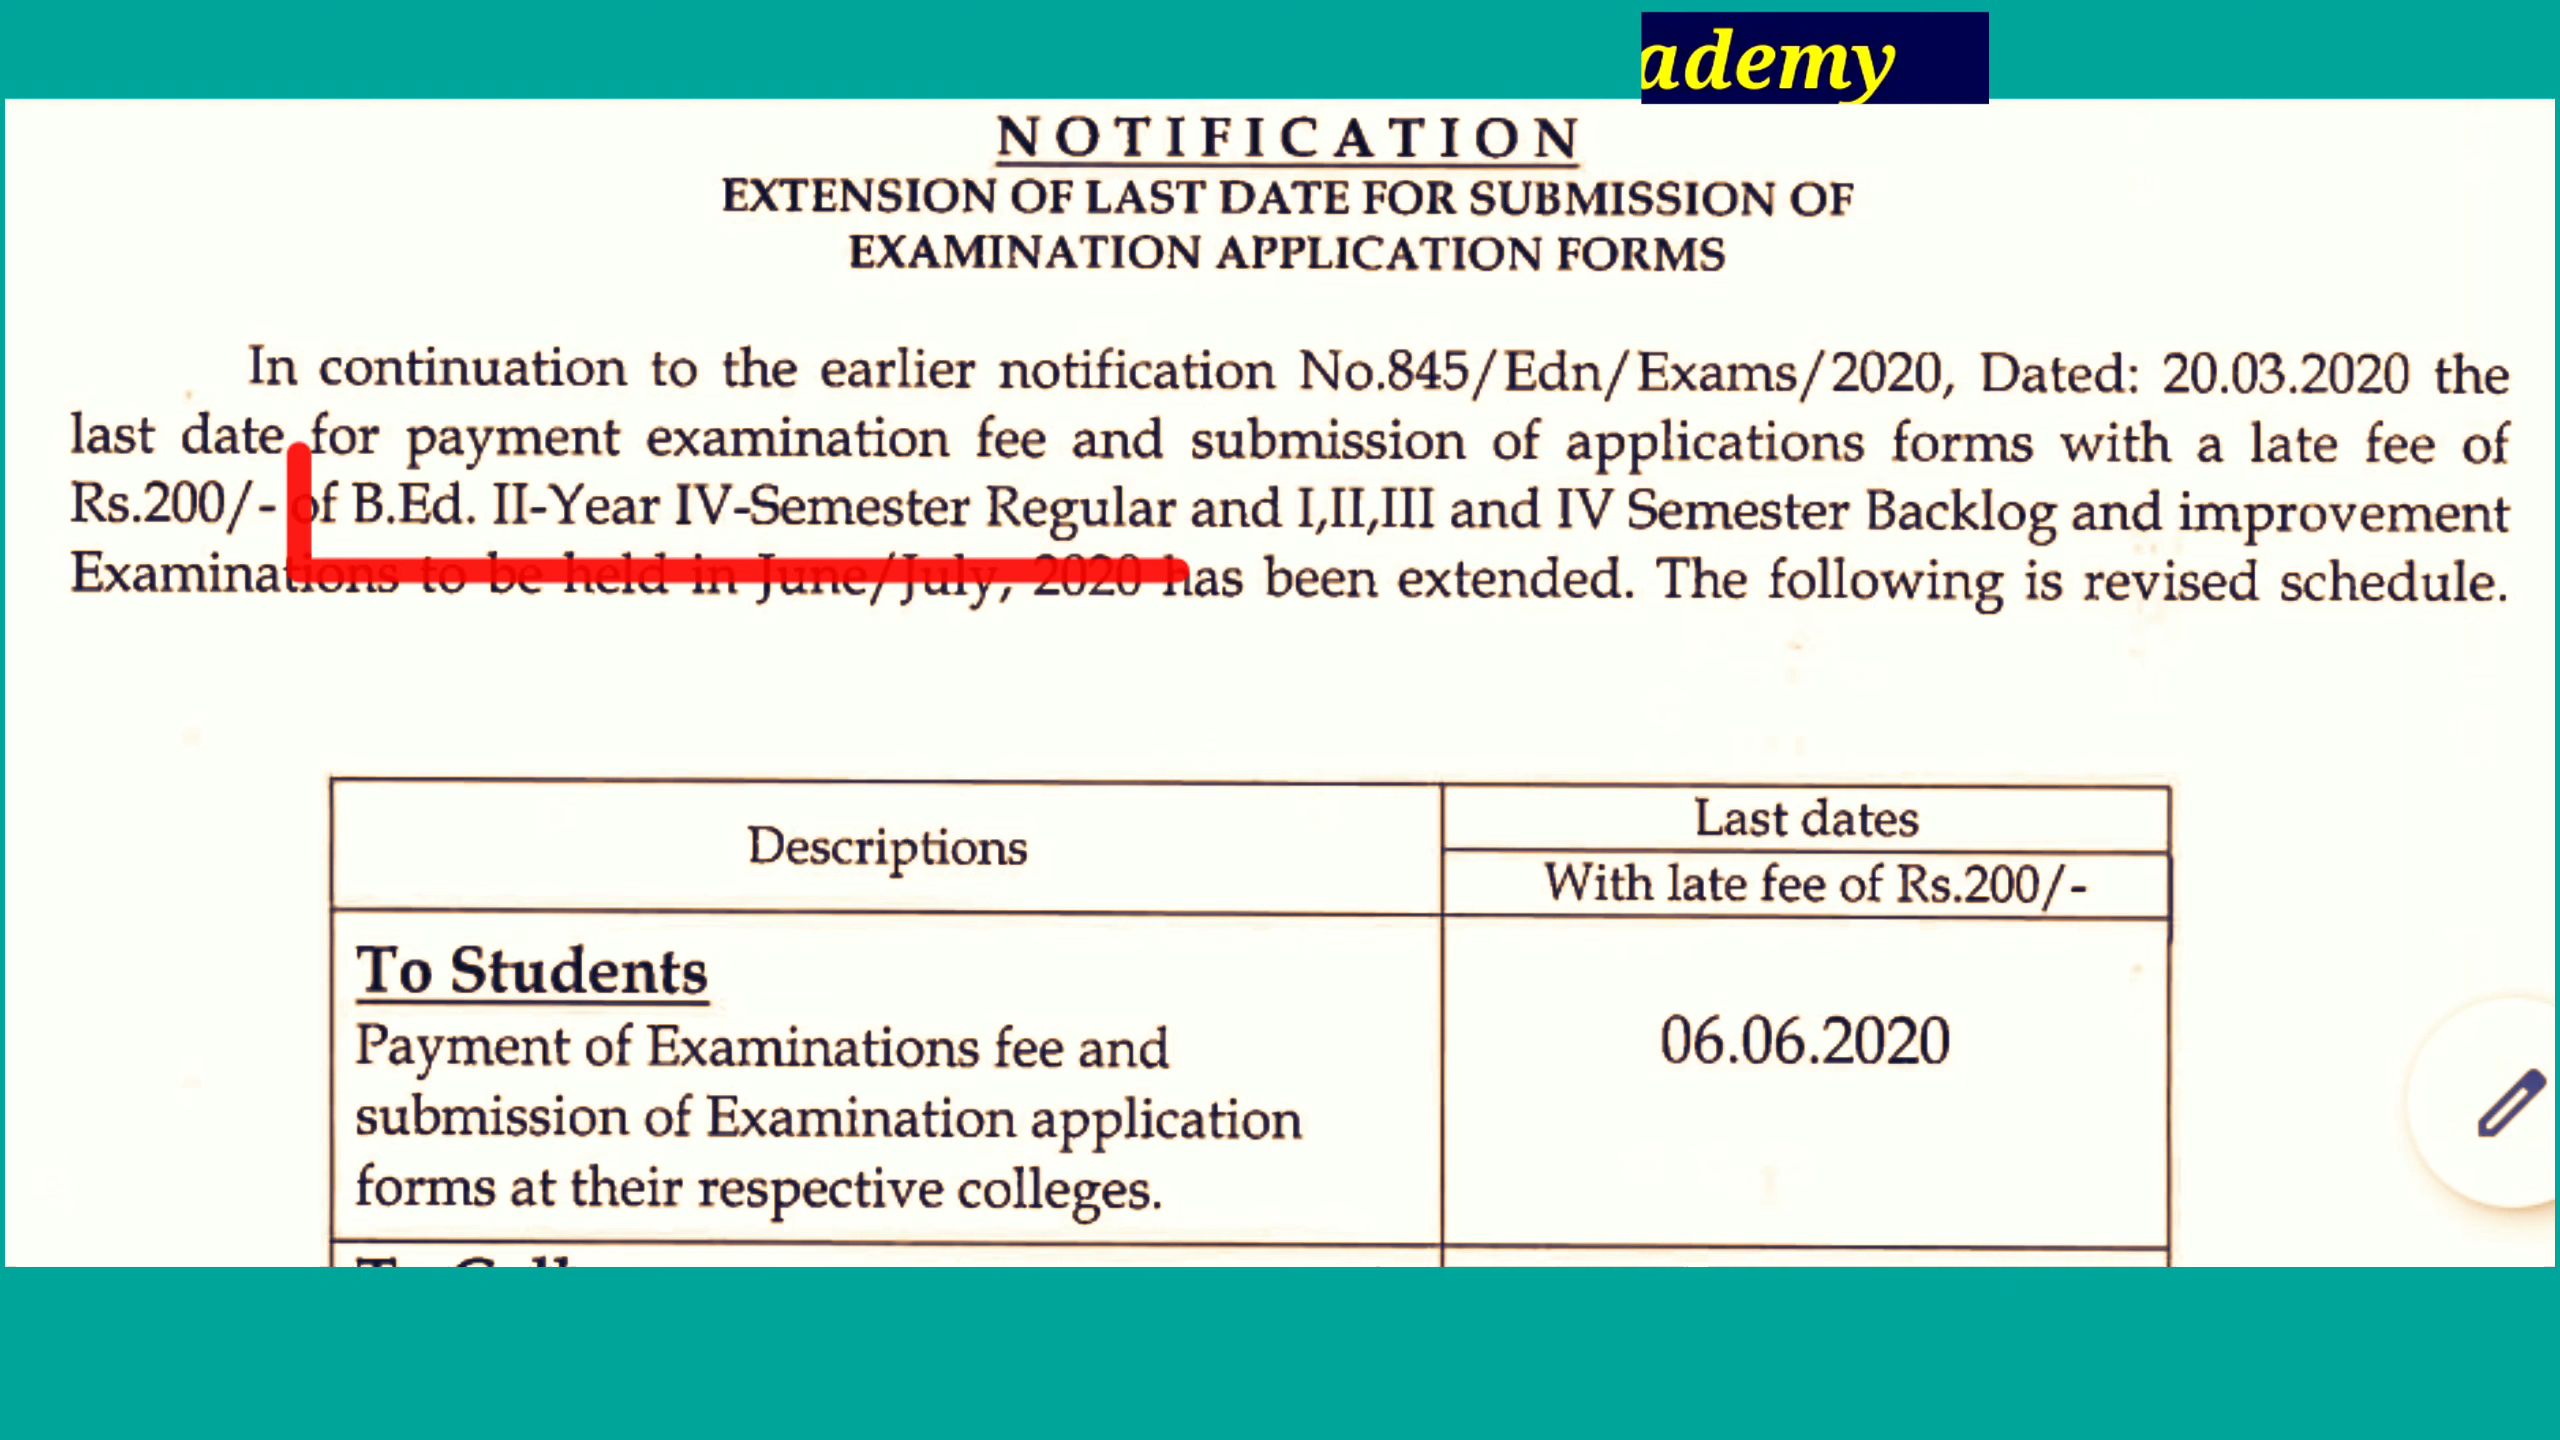 ademy
NOTIFICATION
EXTENSION OF LAST DATE FOR SUBMISSION OF
EXAMINATION APPLICATION FORMS
In continuation to the earlier notification No.845/Edn/Exams/2020, Dated: 20.03.2020 the
last date for payment examination fee and submission of applications forms with a late fee of
Rs.200/- of B.Ed. II-Year IV-Semester Regular and I,II,III and IV Semester Backlog and improvement
Examinations to be held in June/July, 2020 has been extended. The following is revised schedule.
Descriptions
Last dates
With late fee of Rs.200/-
To Students
Payment of Examinations fee and
submission of Examination application
forms at their respective colleges.
06.06.2020